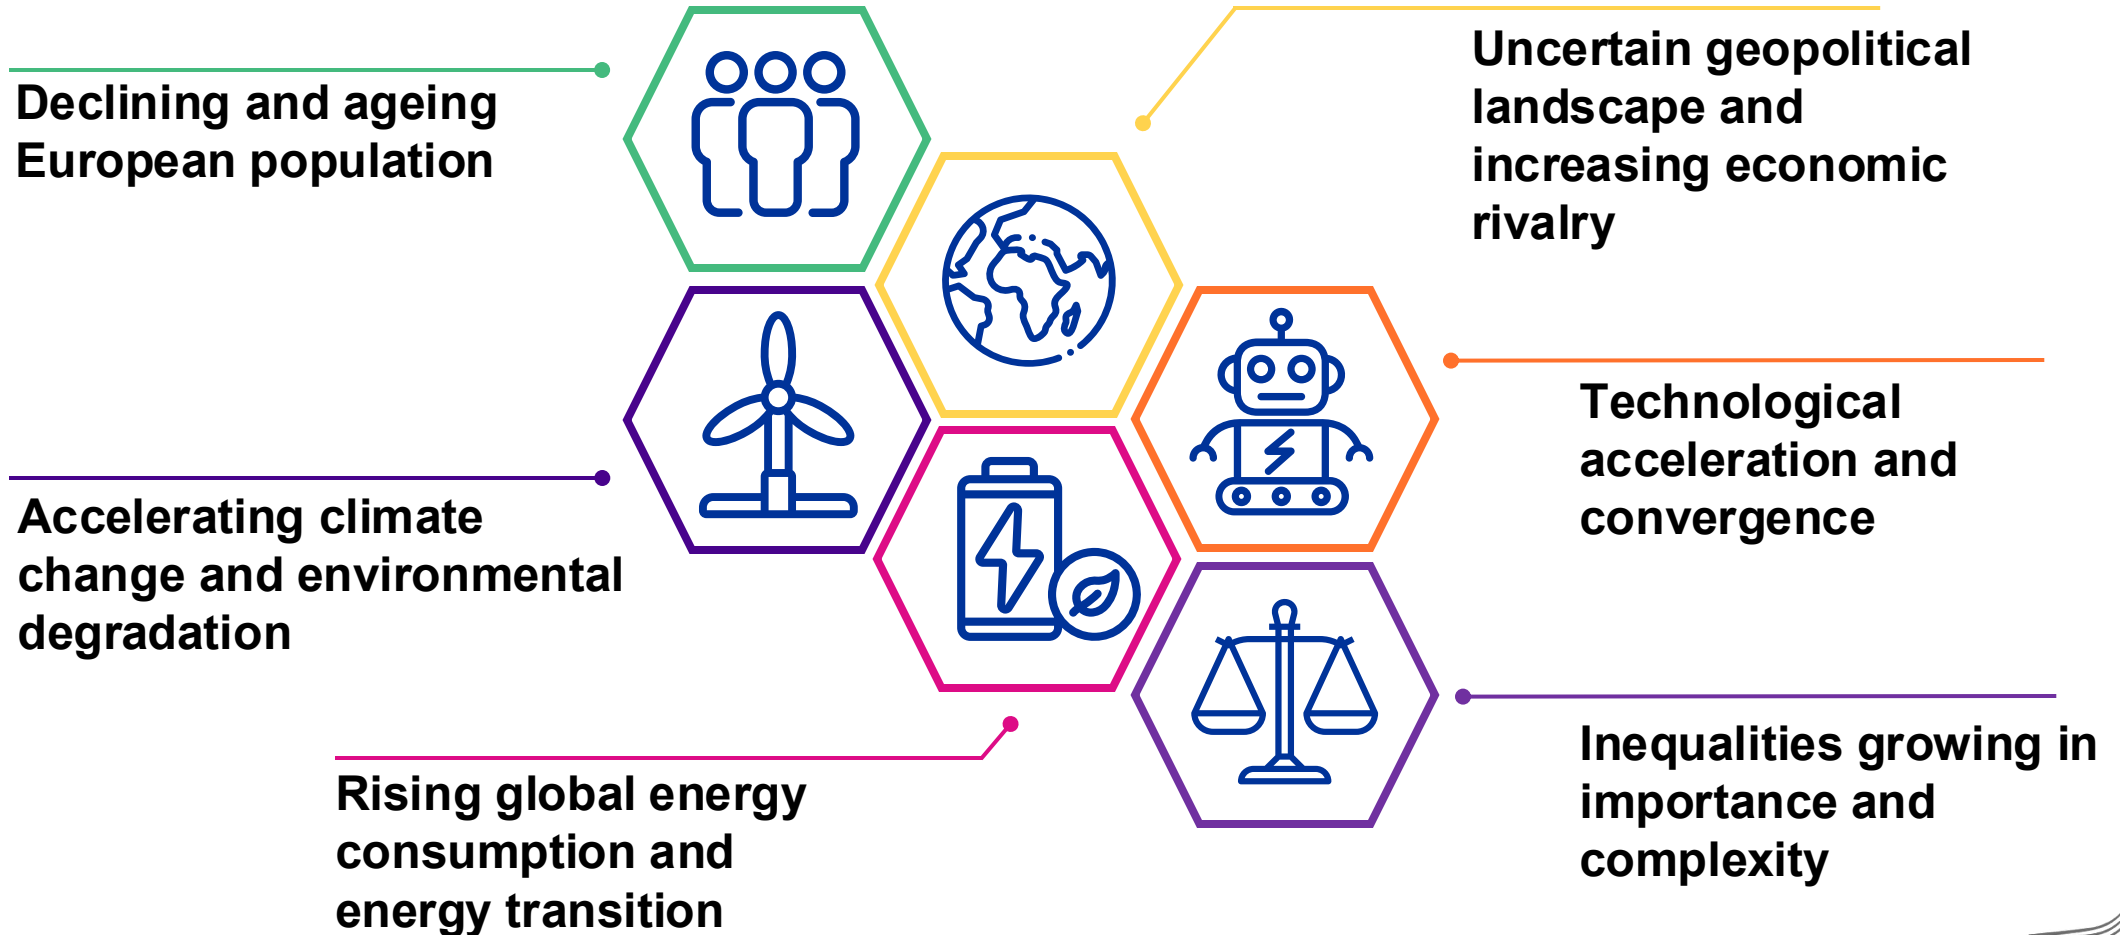 Declining and ageing
European population
Uncertain geopolitical
landscape and
increasing economic
rivalry
Technological
acceleration and
convergence
Accelerating climate
change and environmental
degradation
Inequalities growing in
importance and
complexity
Rising global energy
consumption and
energy transition